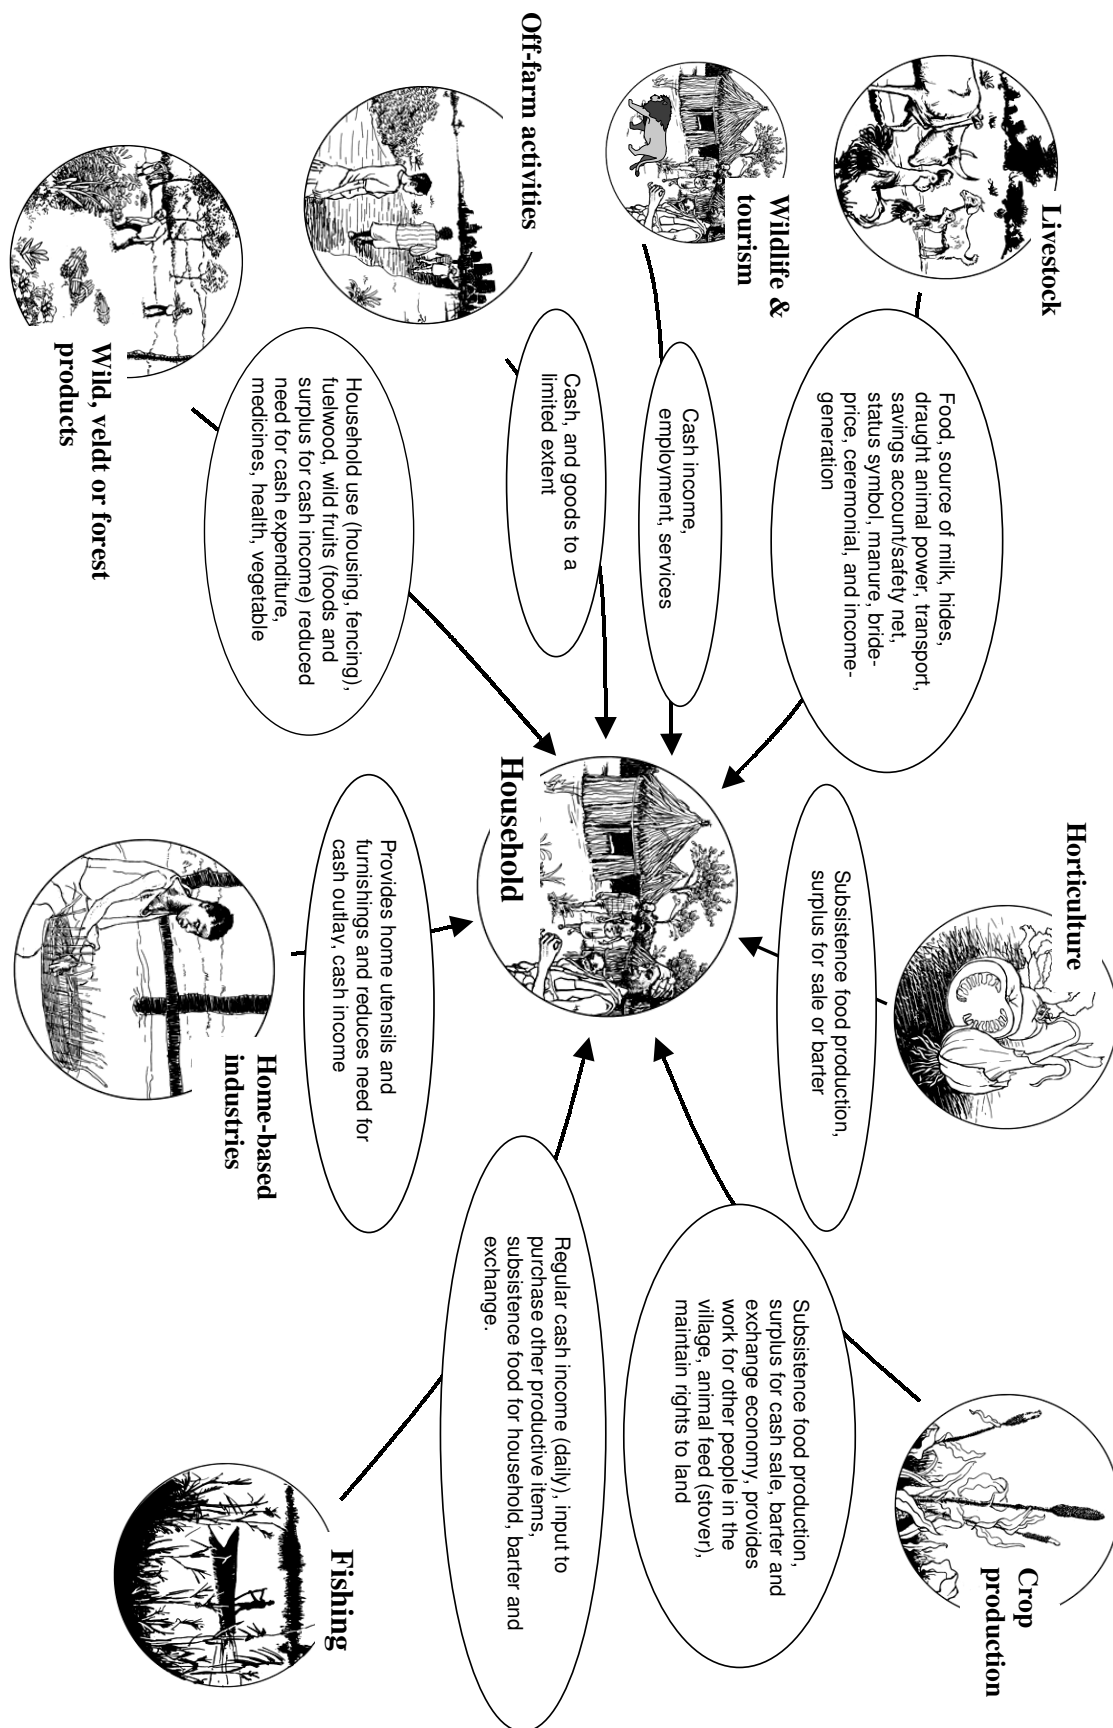 Livestock
Food, source of milk, hides,
draught animal power, transport,
savings account/safety net,
status symbol, manure, bride-
price, ceremonial, and income-
generation
Horticulture
Subsistence food production,
surplus for sale or barter
Crop
production
Subsistence food production,
surplus for cash sale, barter and
exchange economy, provides
work for other people in the
village, animal feed (stover),
maintain rights to land
Wildlife &
tourism
Cash income,
employment, services
Off-farm activities
Cash, and goods to a
limited extent
Household
Regular cash income (daily), input to
purchase other productive items,
subsistence food for household, barter and
exchange.
Fishing
Wild, veldt or forest
products
Household use (housing, fencing),
fuelwood, wild fruits (foods and
surplus for cash income) reduced
need for cash expenditure,
medicines, health, vegetable
Provides home utensils and
furnishings and reduces need for
cash outlay, cash income
Home-based
industries